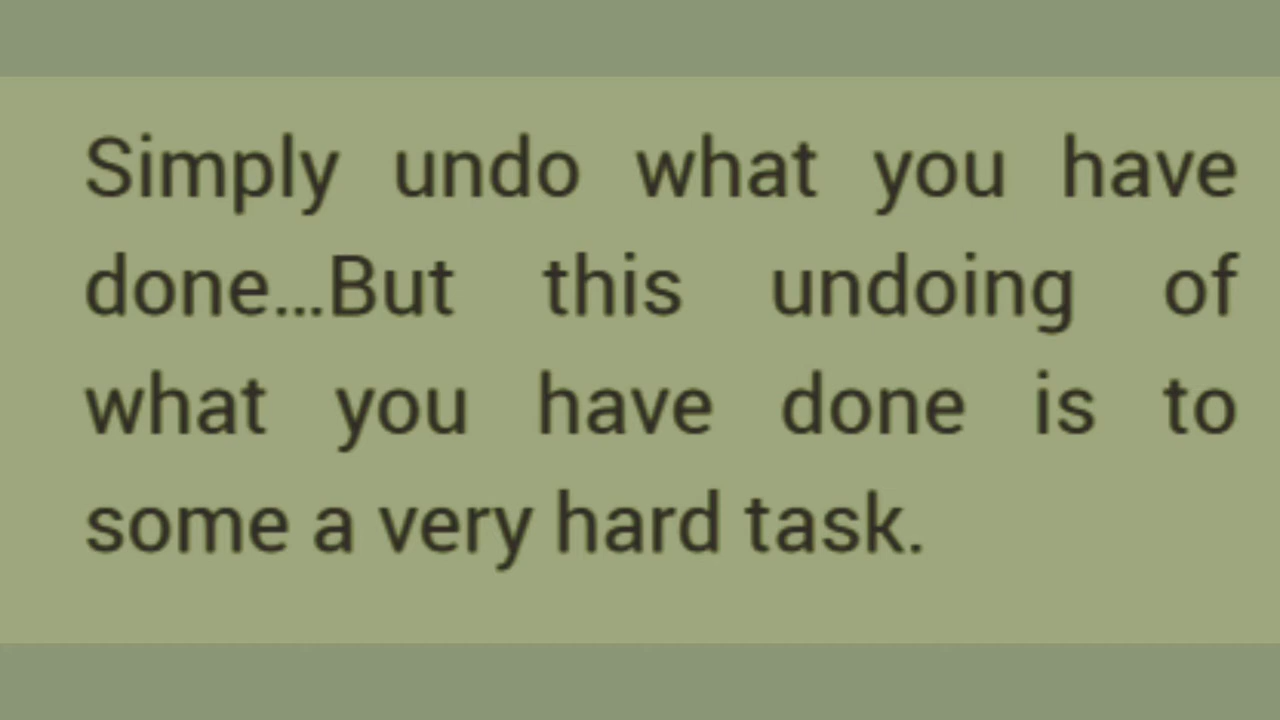 Simply undo what you have
done...But this undoing of
what you have done is to
some a very hard task.